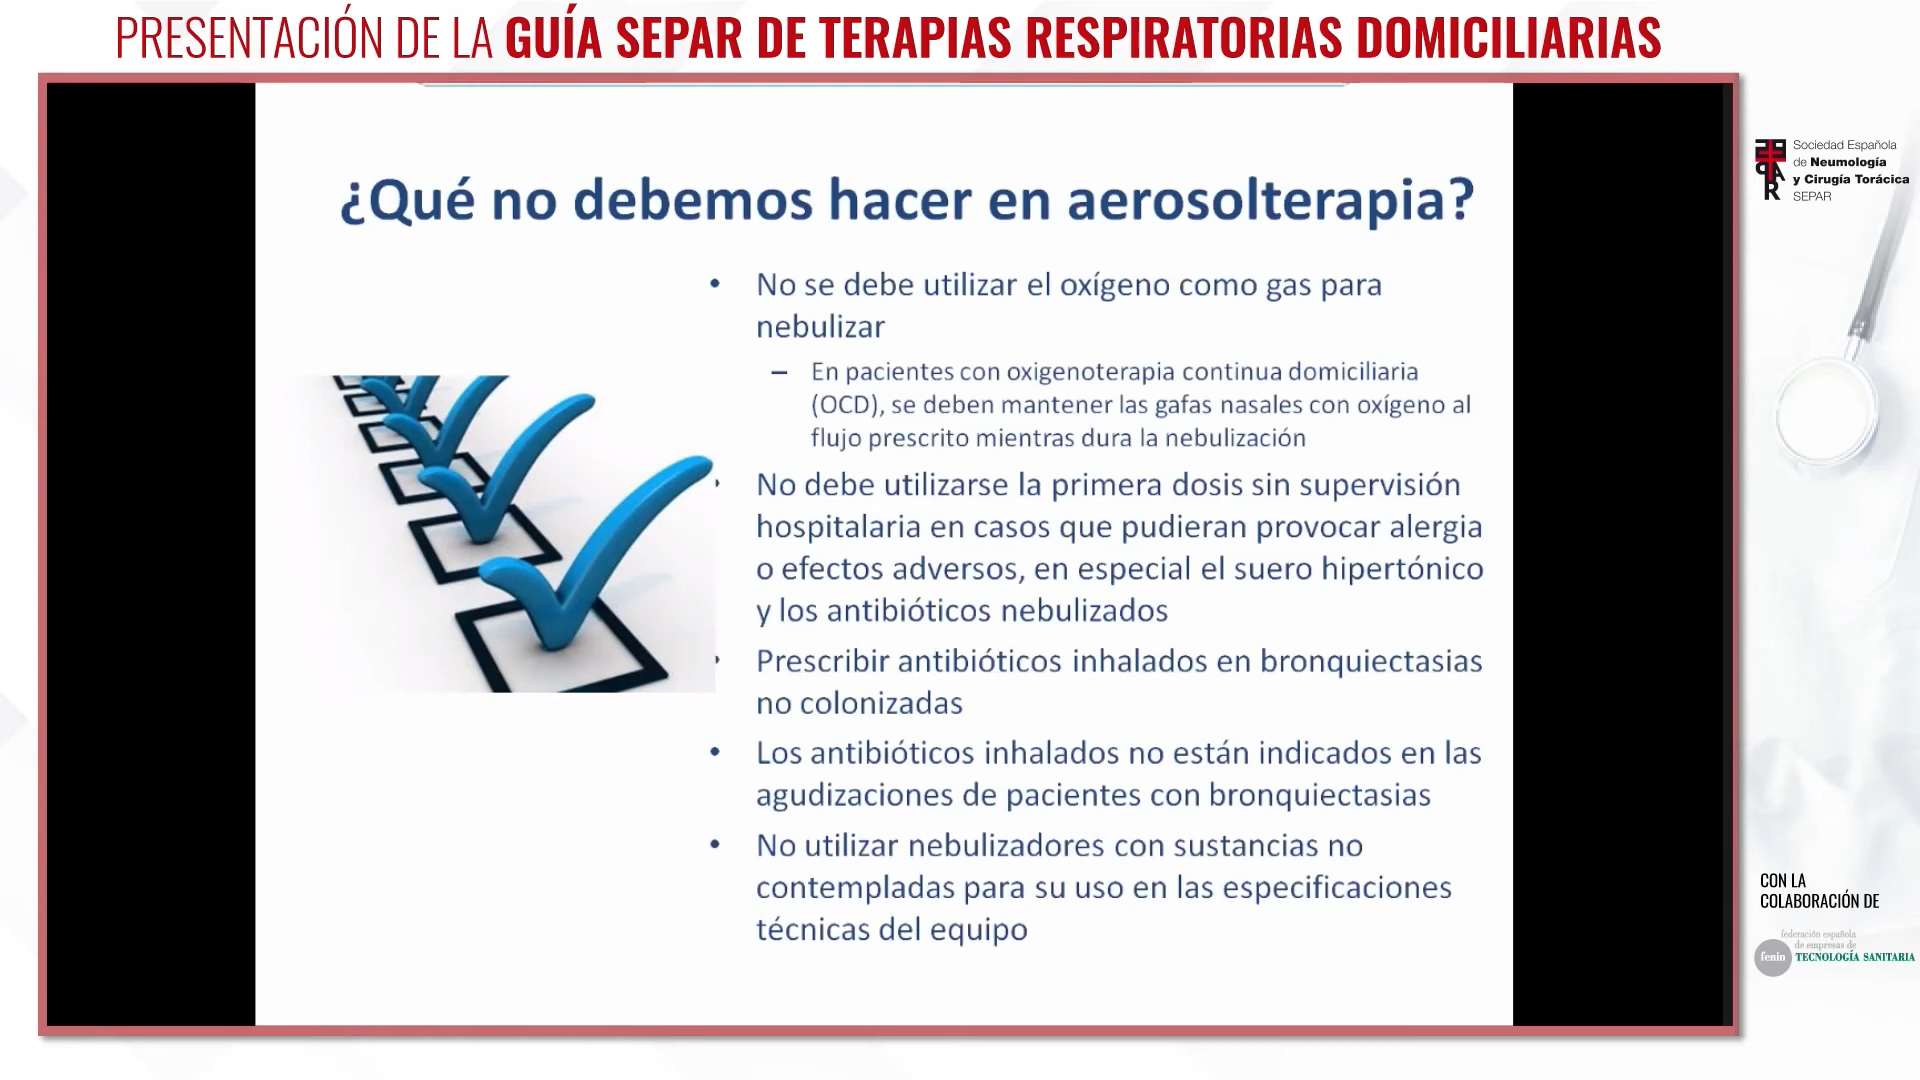 PRESENTACIÓN DE LA GUÍA SEPAR DE TERAPIAS RESPIRATORIAS DOMICILIARIAS
¿Qué no debemos hacer en aerosolterapia?
• No se debe utilizar el oxígeno como gas para
nebulizar
– En pacientes con oxigenoterapia continua domiciliaria
(OCD), se deben mantener las gafas nasales con oxígeno al
flujo prescrito mientras dura la nebulización
• No debe utilizarse la primera dosis sin supervisión
hospitalaria en casos que pudieran provocar alergia
o efectos adversos, en especial el suero hipertónico
y los antibióticos nebulizados
• Prescribir antibióticos inhalados en bronquiectasias
no colonizadas
• Los antibióticos inhalados no están indicados en las
agudizaciones de pacientes con bronquiectasias
• No utilizar nebulizadores con sustancias no
contempladas para su uso en las especificaciones
técnicas del equipo
Sociedad Española
de Neumología
y Cirugía Torácica
SEPAR
CON LA
COLABORACIÓN DE
federación española
de empresas de
fenin TECNOLOGÍA SANITARIA